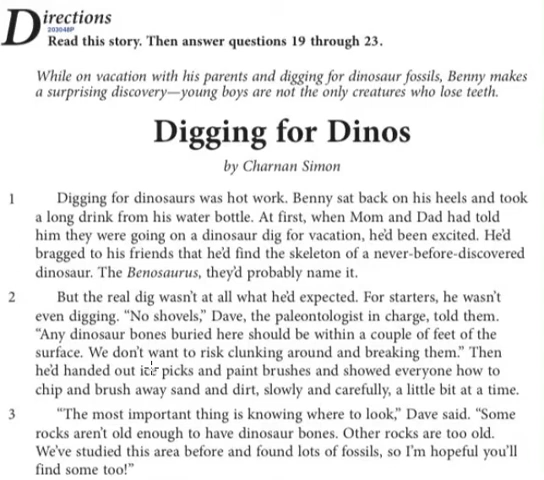 Directions
203048P
Read this story. Then answer questions 19 through 23.
While on vacation with his parents and digging for dinosaur fossils, Benny makes
a surprising discovery—young boys are not the only creatures who lose teeth.
Digging for Dinos
by Charnan Simon
1 Digging for dinosaurs was hot work. Benny sat back on his heels and took
a long drink from his water bottle. At first, when Mom and Dad had told
him they were going on a dinosaur dig for vacation, he’d been excited. He’d
bragged to his friends that he’d find the skeleton of a never-before-discovered
dinosaur. The Benosaurus, they’d probably name it.
2 But the real dig wasn’t at all what he’d expected. For starters, he wasn’t
even digging. “No shovels,” Dave, the paleontologist in charge, told them.
“Any dinosaur bones buried here should be within a couple of feet of the
surface. We don’t want to risk clunking around and breaking them.” Then
he’d handed out picks and paint brushes and showed everyone how to
chip and brush away sand and dirt, slowly and carefully, a little bit at a time.
3 “The most important thing is knowing where to look,” Dave said. “Some
rocks aren’t old enough to have dinosaur bones. Other rocks are too old.
We’ve studied this area before and found lots of fossils, so I’m hopeful you’ll
find some too!”